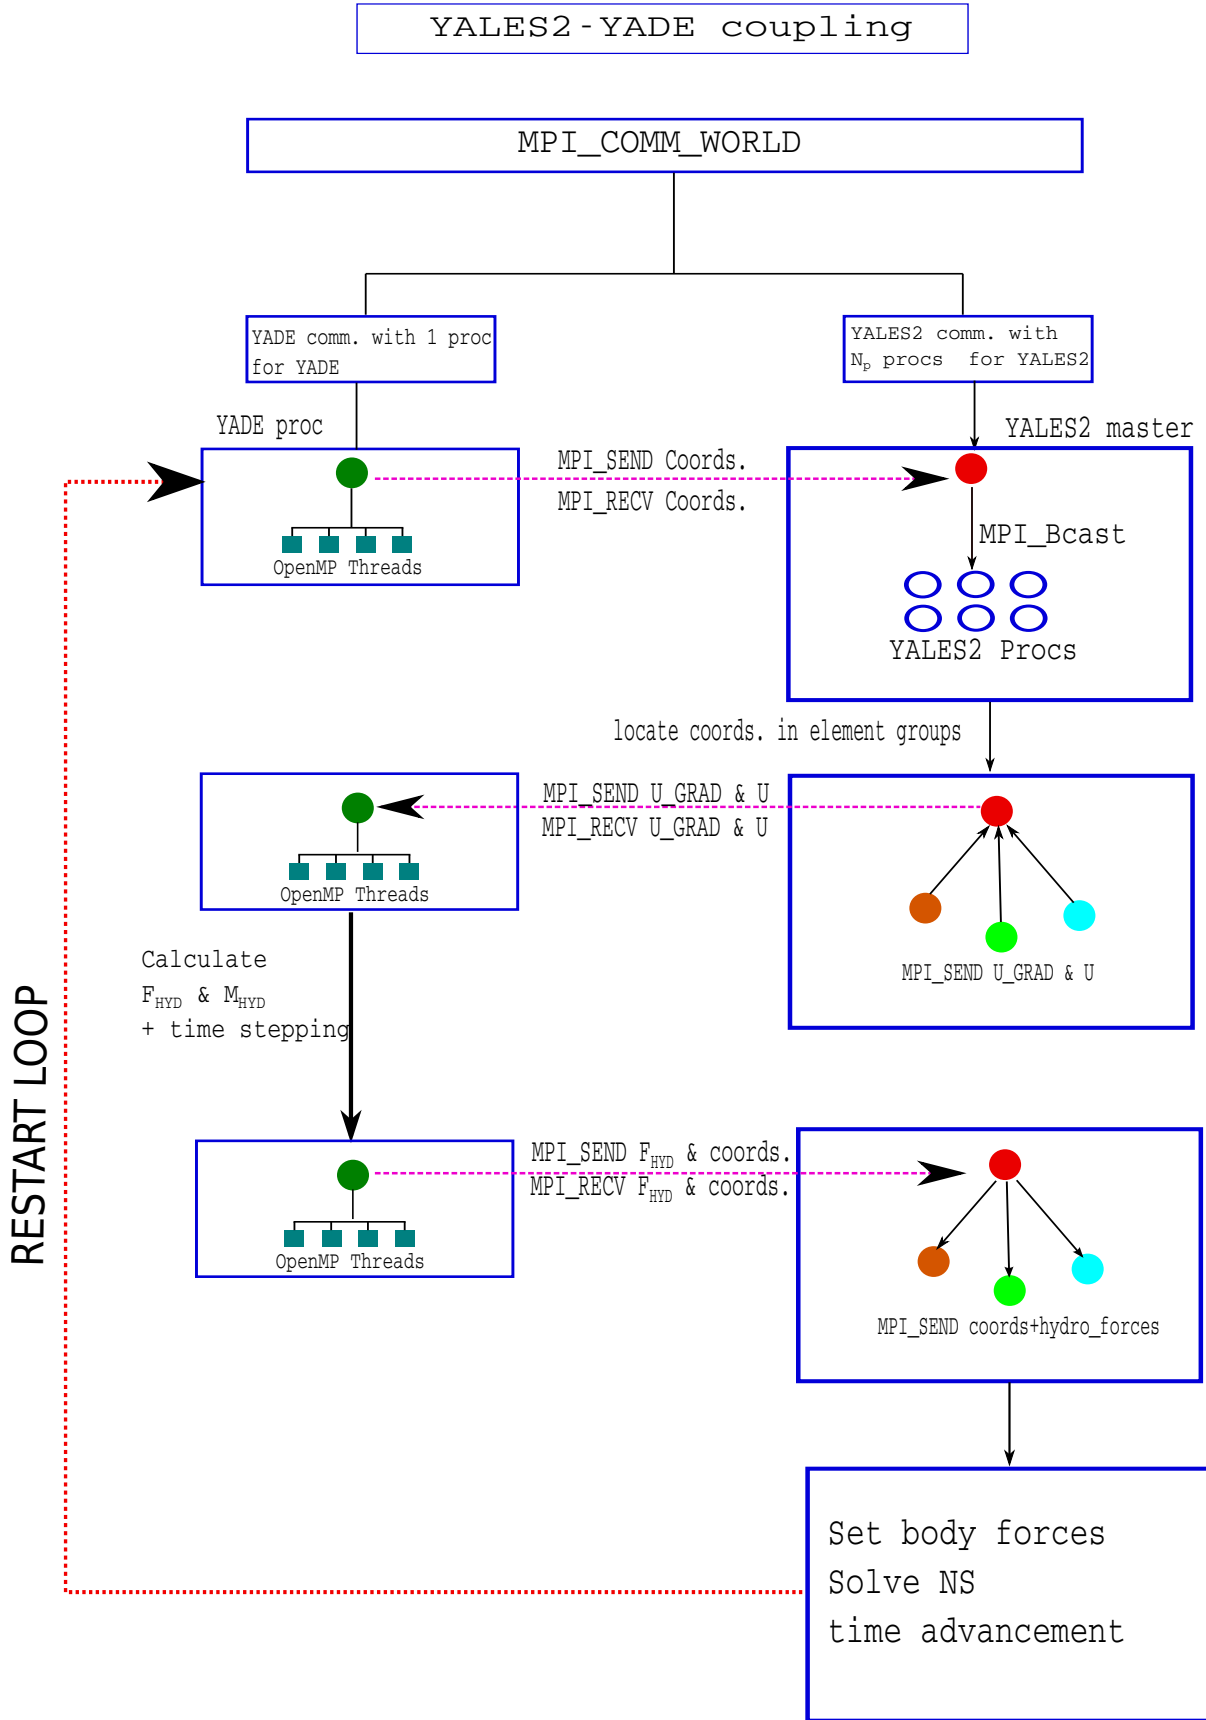 YALES2-YADE coupling
MPI_COMM_WORLD
YADE comm. with 1 proc
for YADE
YALES2 comm. with
Np procs for YALES2
YADE proc
YALES2 master
MPI_SEND Coords.
MPI_RECV Coords.
OpenMP Threads
MPI_Bcast
YALES2 Procs
locate coords. in element groups
MPI_SEND U_GRAD & U
MPI_RECV U_GRAD & U
OpenMP Threads
MPI_SEND U_GRAD & U
Calculate
FHYD & MHYD
+ time stepping
RESTART LOOP
MPI_SEND FHYD & coords.
MPI_RECV FHYD & coords.
OpenMP Threads
MPI_SEND coords+hydro_forces
Set body forces
Solve NS
time advancement